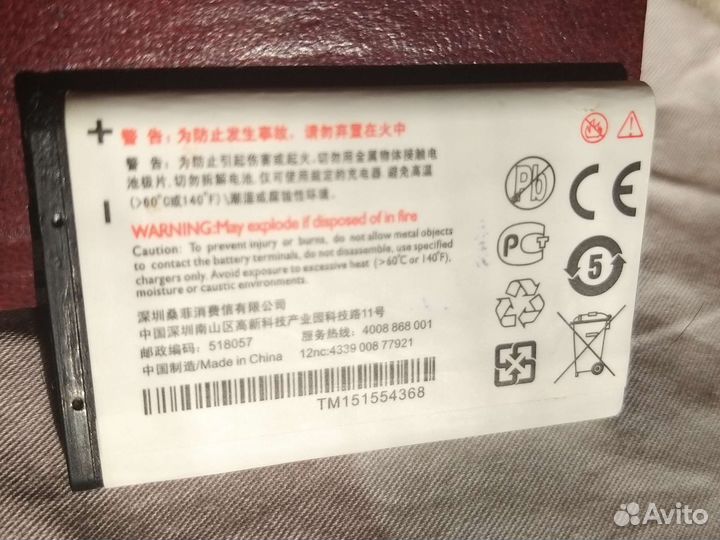 +
警 告：为防止发生事故，请勿弃置在火中
为防止引起伤害或起火，切勿用金属物体接触电
池极片，切勿拆解电池，仅可使用规定的充电器 避免高温
(>60℃或140℉)\潮湿或腐蚀性环境.
-
WARNING:May explode if disposed of in fire
Caution: To prevent injury or burns, do not allow metal objects
to contact the battery terminals, do not disassemble, use specified
chargers only. Avoid exposure to excessive heat (>60℃ or 140℉),
moisture or caustic environments.
深圳桑菲消费信有限公司
中国深圳南山区高新科技产业园科技路11号
邮政编码：518057 服务热线：4008 868 001
中国制造/Made in China 12nc:4339 008 77921
TM151554368
Pb
CE
PC
5
Avito